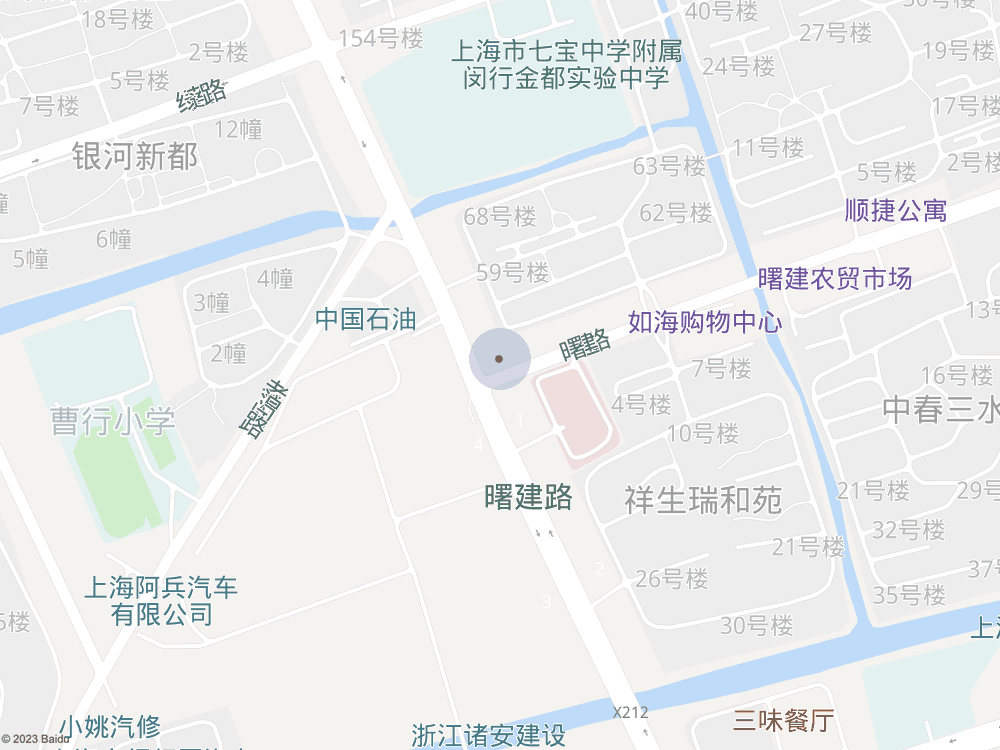 40号楼
18号楼
154号楼
27号楼
2号楼
上海市七宝中学附属
闵行金都实验中学
19号楼
24号楼
5号楼
7号楼
17号楼
12幢
11号楼
银河新都
63号楼
5号楼
2号楼
68号楼
62号楼
顺捷公寓
6幢
5幢
59号楼
4幢
曙建农贸市场
3幢
中国石油
如海购物中心
曙建路
2幢
7号楼
16号楼
4号楼
1
中春三水
曹行小学
10号楼
4
曙建路
祥生瑞和苑
21号楼
32号楼
21号楼
2
26号楼
上海阿兵汽车
有限公司
3
35号楼
30号楼
小姚汽修
X212
三味餐厅
浙江诸安建设
© 2023 Baidu